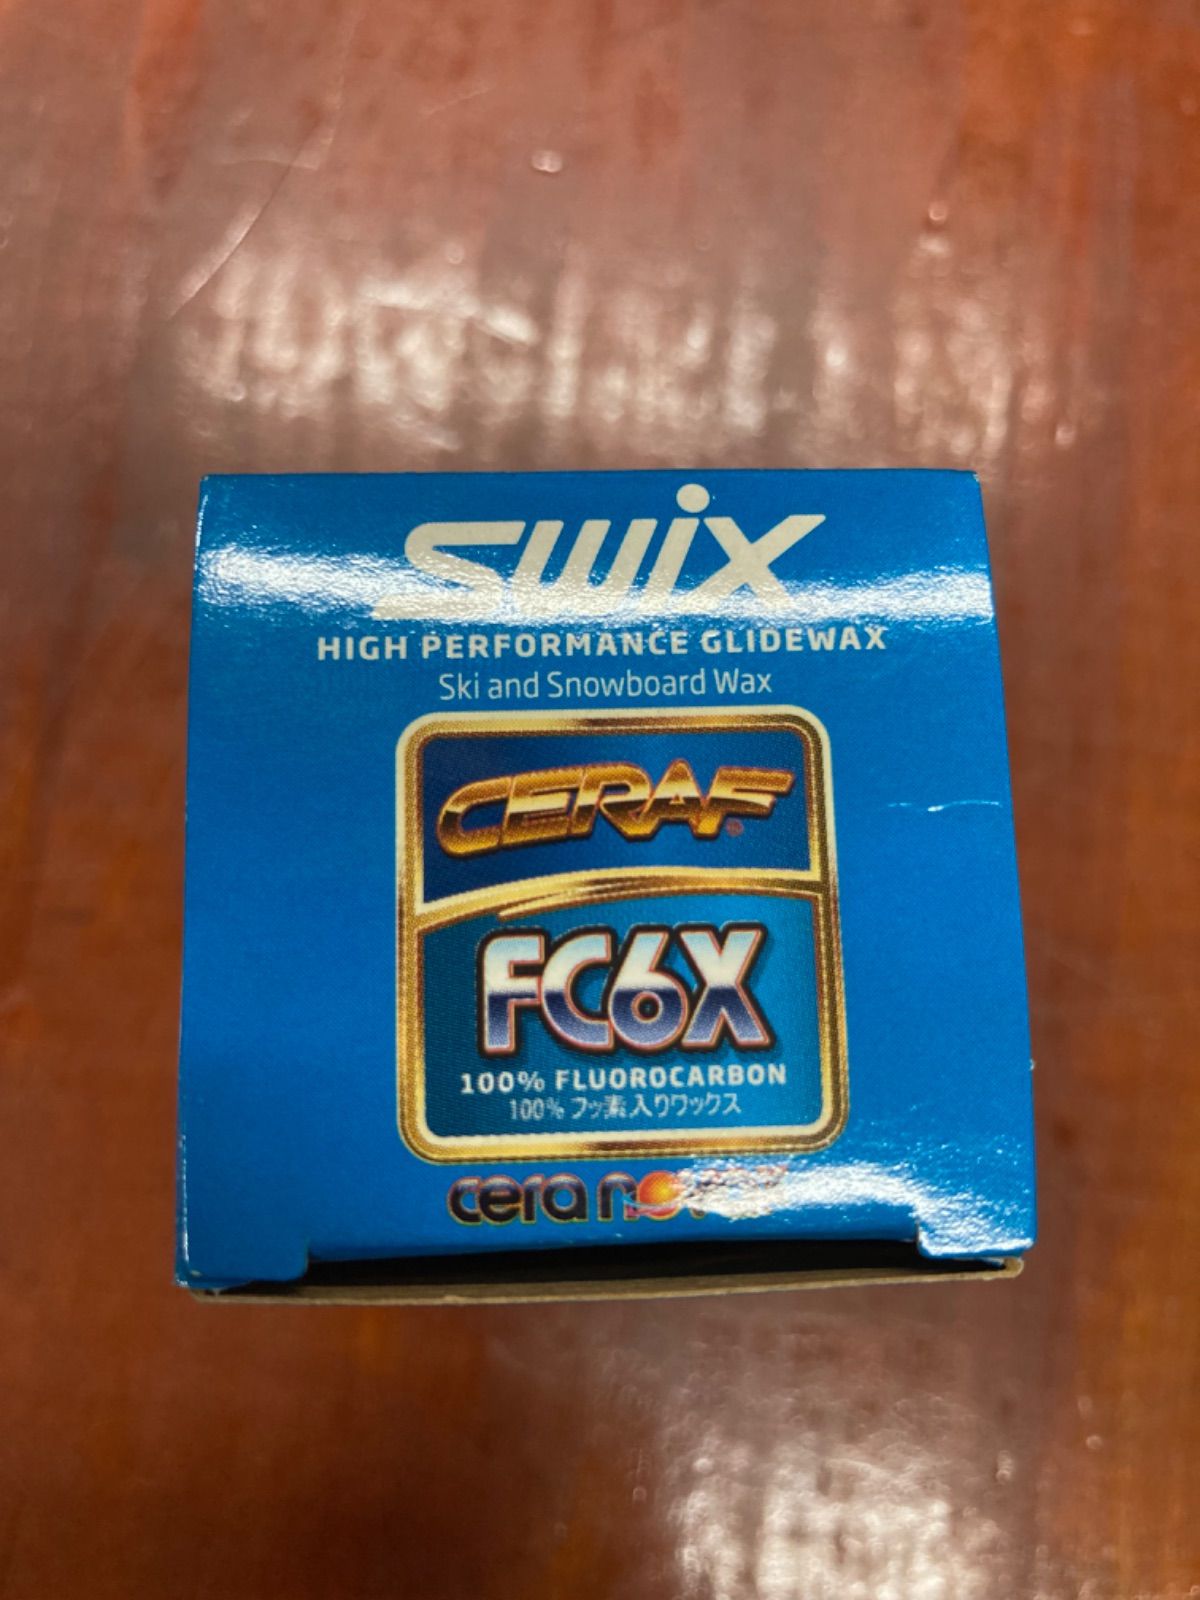 SWIX
HIGH PERFORMANCE GLIDEWAX
Ski and Snowboard Wax
CERAF®
FC6X
100% FLUOROCARBON
100% フッ素入りワックス
cera